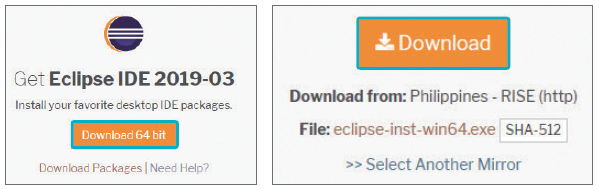 Get Eclipse IDE 2019-03
Install your favorite desktop IDE packages.
Download 64 bit
Download Packages | Need Help?
Download
Download from: Philippines - RISE (http)
File: eclipse-inst-win64.exe SHA-512
>> Select Another Mirror